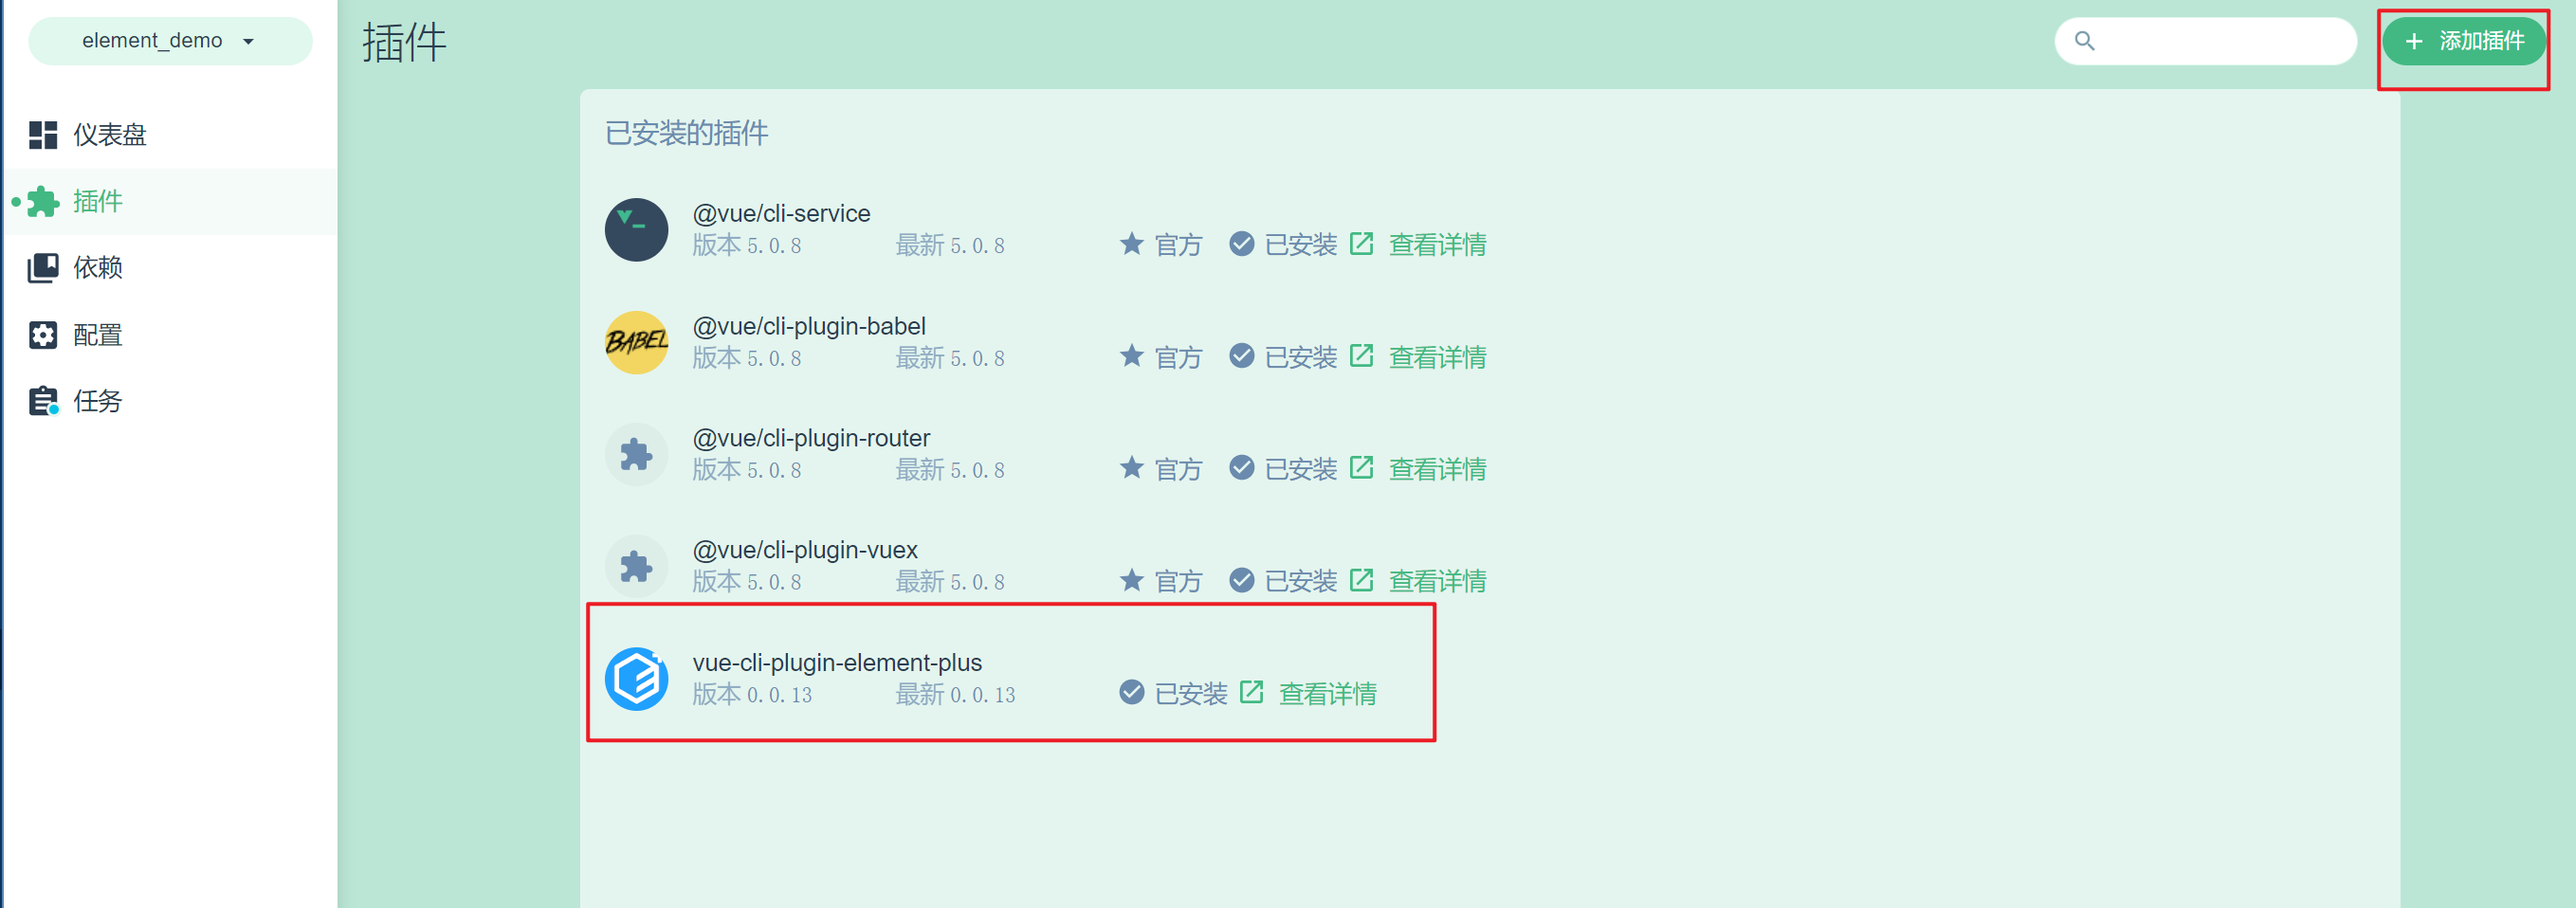 element_demo
插件
添加插件
仪表盘
插件
依赖
配置
任务
已安装的插件
@vue/cli-service
版本 5.0.8 最新 5.0.8 官方 已安装 查看详情
BABEL
@vue/cli-plugin-babel
版本 5.0.8 最新 5.0.8 官方 已安装 查看详情
@vue/cli-plugin-router
版本 5.0.8 最新 5.0.8 官方 已安装 查看详情
@vue/cli-plugin-vuex
版本 5.0.8 最新 5.0.8 官方 已安装 查看详情
vue-cli-plugin-element-plus
版本 0.0.13 最新 0.0.13 已安装 查看详情